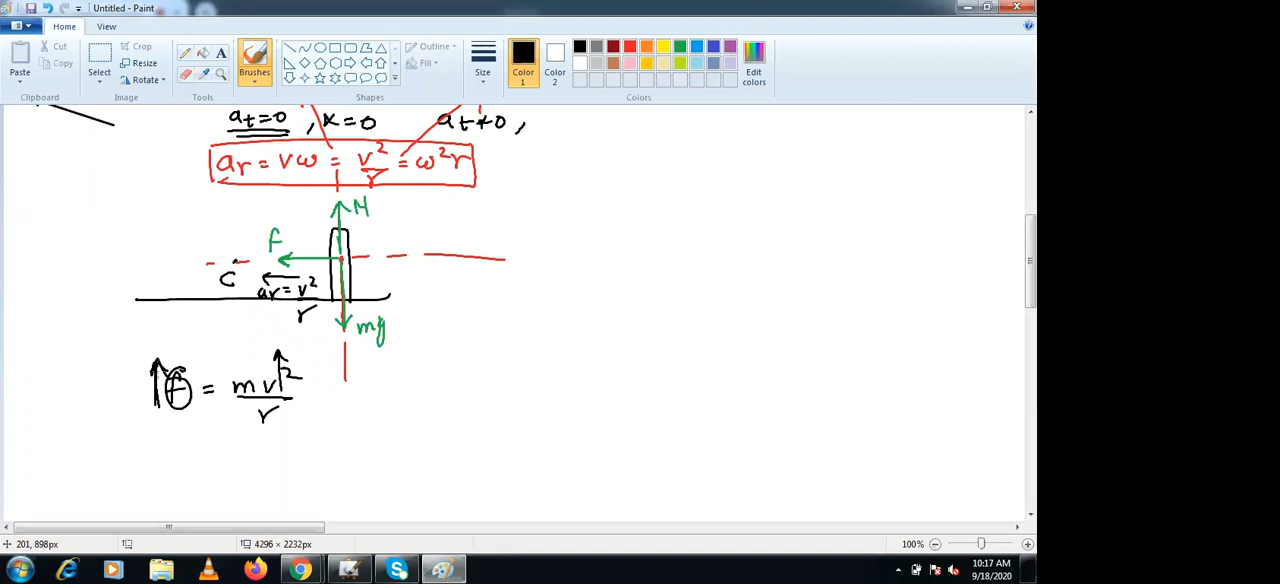 Untitled - Paint
Home View
Paste
Cut
Copy
Clipboard
Select
Crop
Resize
Rotate
Image
A
Tools
Brushes
Shapes
Outline
Fill
Size
Color 1
Color 2
Edit colors
Colors
at=0 , x=0 at≠0 ,
ar = vω = v²/r = ω²r
N
f
C
ar = v²/r
mg
f = mv²/r
201, 898px
4296 × 2232px
100%
10:17 AM
9/18/2020